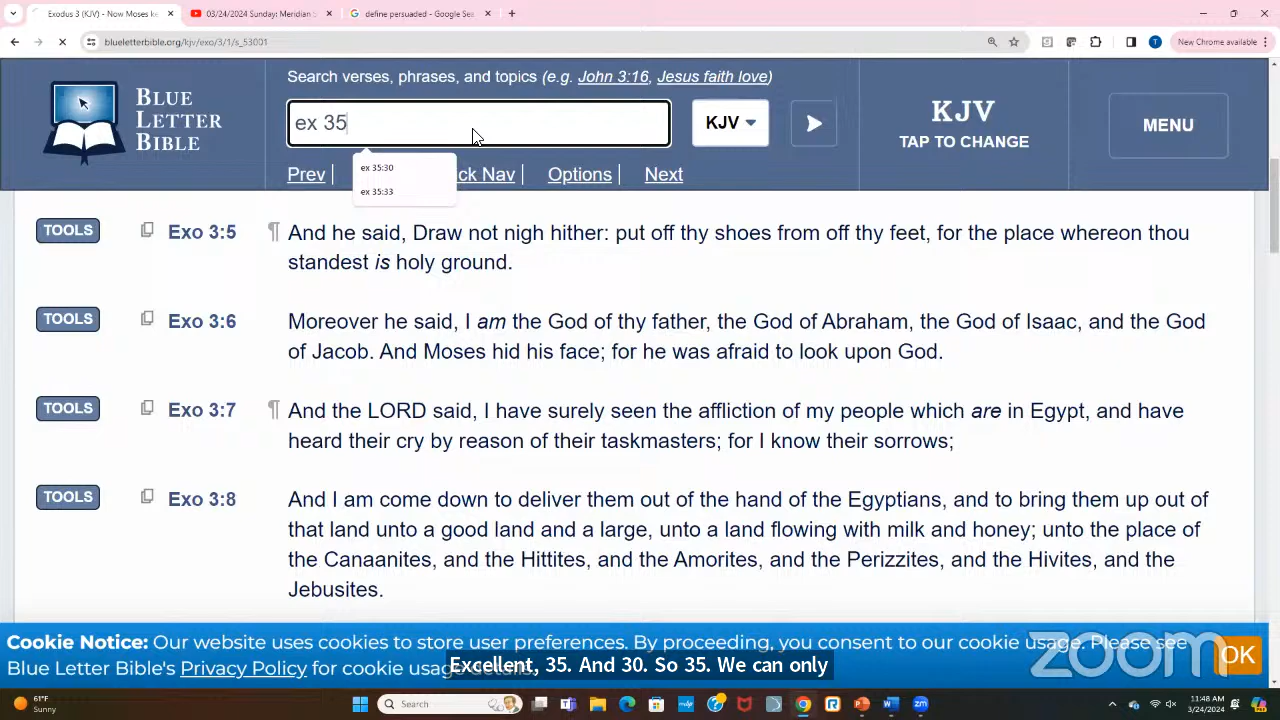 Exodus 3 (KJV) - Now Moses ke
03/24/2024 Sunday: Meridian
define persuaded - Google Sea
blueletterbible.org/kjv/exo/3/1/s_53001
New Chrome available
Search verses, phrases, and topics (e.g. John 3:16, Jesus faith love)
BLUE
LETTER
BIBLE
ex 35
KJV
KJV
TAP TO CHANGE
MENU
ex 35:30
ex 35:33
Prev | ck Nav | Options | Next
TOOLS Exo 3:5 ¶ And he said, Draw not nigh hither: put off thy shoes from off thy feet, for the place whereon thou
standest is holy ground.
TOOLS Exo 3:6 Moreover he said, I am the God of thy father, the God of Abraham, the God of Isaac, and the God
of Jacob. And Moses hid his face; for he was afraid to look upon God.
TOOLS Exo 3:7 ¶ And the LORD said, I have surely seen the affliction of my people which are in Egypt, and have
heard their cry by reason of their taskmasters; for I know their sorrows;
TOOLS Exo 3:8 And I am come down to deliver them out of the hand of the Egyptians, and to bring them up out of
that land unto a good land and a large, unto a land flowing with milk and honey; unto the place of
the Canaanites, and the Hittites, and the Amorites, and the Perizzites, and the Hivites, and the
Jebusites.
Cookie Notice: Our website uses cookies to store user preferences. By proceeding, you consent to our cookie usage. Please see
Blue Letter Bible's Privacy Policy for cookie usage details.
OK
zoom
Excellent, 35. And 30. So 35. We can only
61°F
Sunny
Search
11:48 AM
3/24/2024